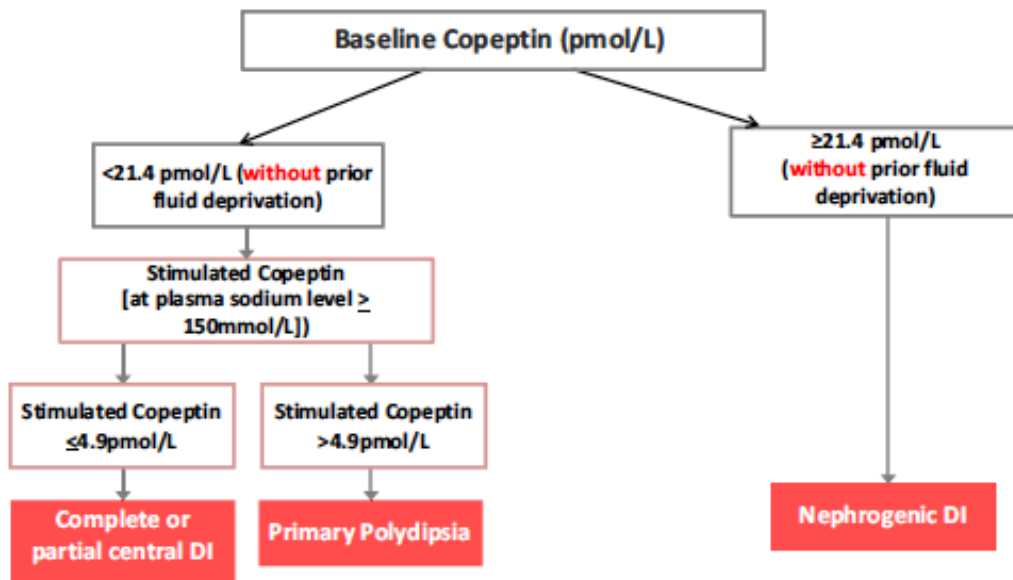 Baseline Copeptin (pmol/L)
<21.4 pmol/L (without prior
fluid deprivation)
≥21.4 pmol/L
(without prior fluid
deprivation)
Stimulated Copeptin
[at plasma sodium level ≥
150mmol/L])
Stimulated Copeptin
≤4.9pmol/L
Stimulated Copeptin
>4.9pmol/L
Complete or
partial central DI
Primary Polydipsia
Nephrogenic DI